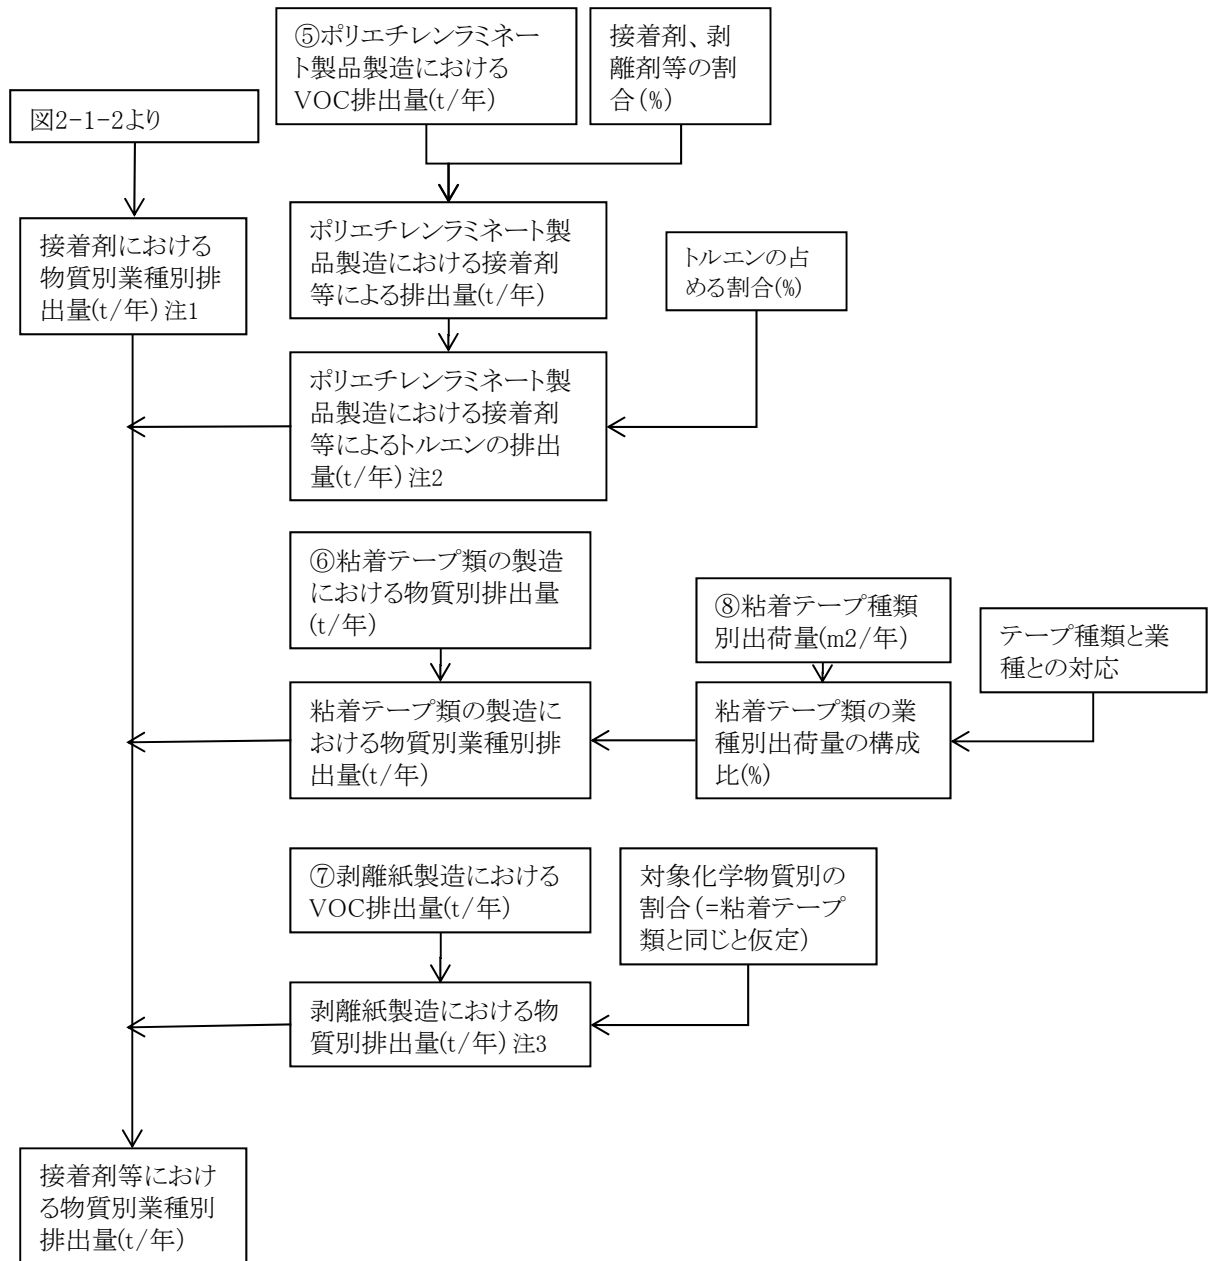 ⑤ポリエチレンラミネー
ト製品製造における
VOC排出量(t/年)
接着剤、剥
離剤等の割
合(%)
図2-1-2より
接着剤における
物質別業種別排
出量(t/年)注1
ポリエチレンラミネート製
品製造における接着剤
等による排出量(t/年)
トルエンの占
める割合(%)
ポリエチレンラミネート製
品製造における接着剤
等によるトルエンの排出
量(t/年)注2
⑥粘着テープ類の製造
における物質別排出量
(t/年)
⑧粘着テープ種類
別出荷量(m2/年)
テープ種類と業
種との対応
粘着テープ類の製造に
おける物質別業種別排
出量(t/年)
粘着テープ類の業
種別出荷量の構成
比(%)
⑦剥離紙製造における
VOC排出量(t/年)
対象化学物質別の
割合(=粘着テープ
類と同じと仮定)
剥離紙製造における物
質別排出量(t/年)注3
接着剤等におけ
る物質別業種別
排出量(t/年)